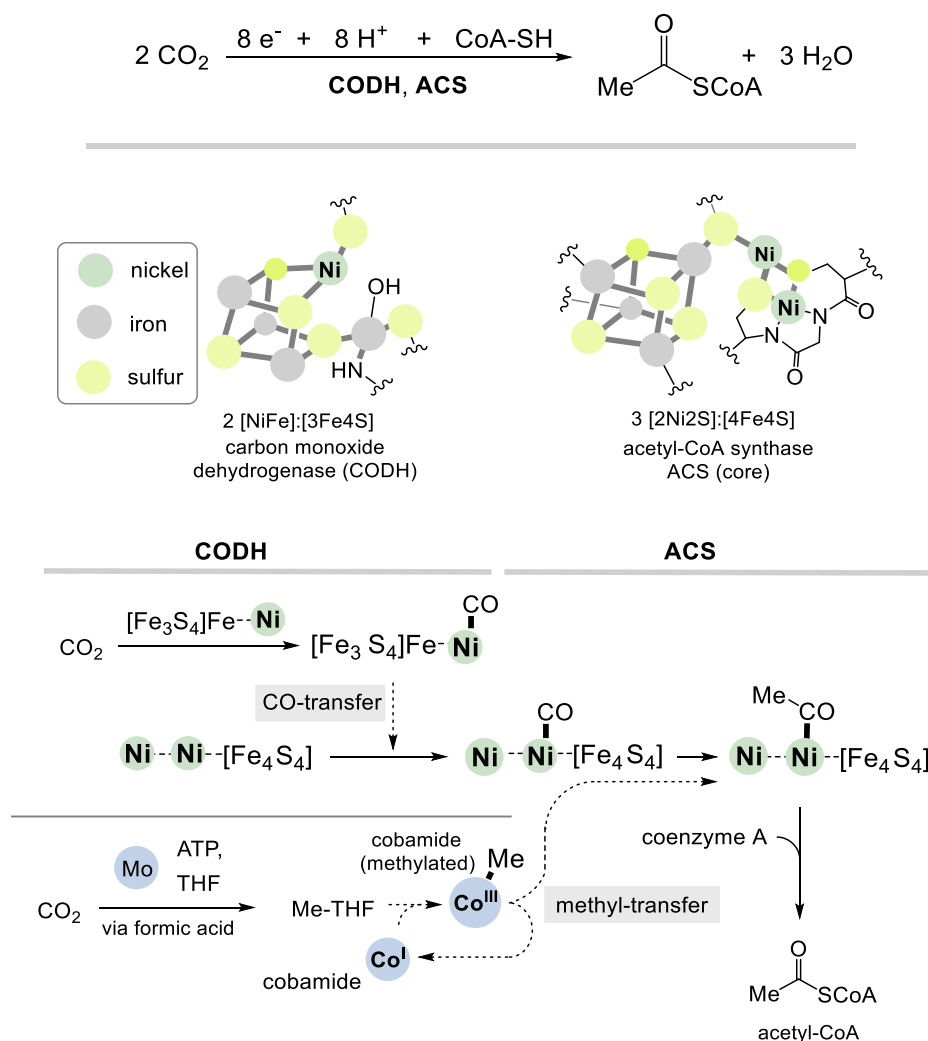 2 CO₂ 8 e⁻ + 8 H⁺ + CoA-SH
CODH, ACS
O
Me SCoA + 3 H₂O
nickel
iron
sulfur
Ni
OH
HN
2 [NiFe]:[3Fe4S]
carbon monoxide
dehydrogenase (CODH)
Ni
Ni
N
N
O
O
3 [2Ni2S]:[4Fe4S]
acetyl-CoA synthase
ACS (core)
CODH
ACS
CO₂ [Fe₃S₄]Fe--Ni
CO
[Fe₃ S₄]Fe-Ni
CO-transfer
Ni---Ni--[Fe₄S₄]
CO
Ni--Ni--[Fe₄S₄]
Me
CO
Ni--Ni---[Fe₄S₄]
CO₂ Mo ATP,
THF
via formic acid
Me-THF
cobamide
(methylated)
Me
Coᴵᴵᴵ
methyl-transfer
Coᴵ
cobamide
coenzyme A
O
Me SCoA
acetyl-CoA